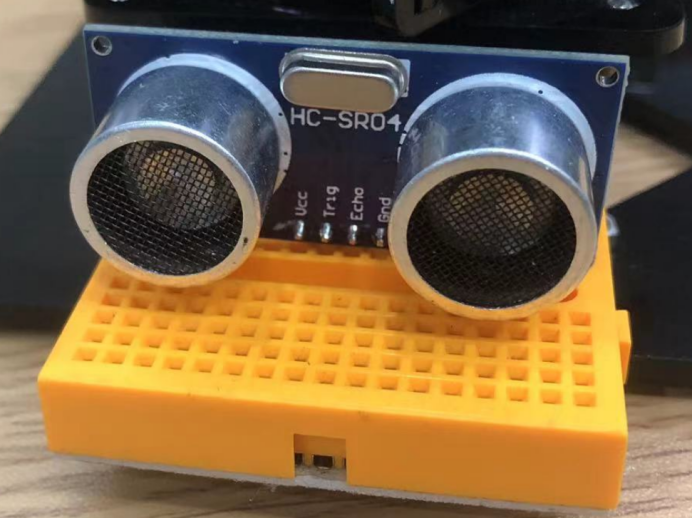 HC-SR04
Vcc
Trig
Echo
Gnd